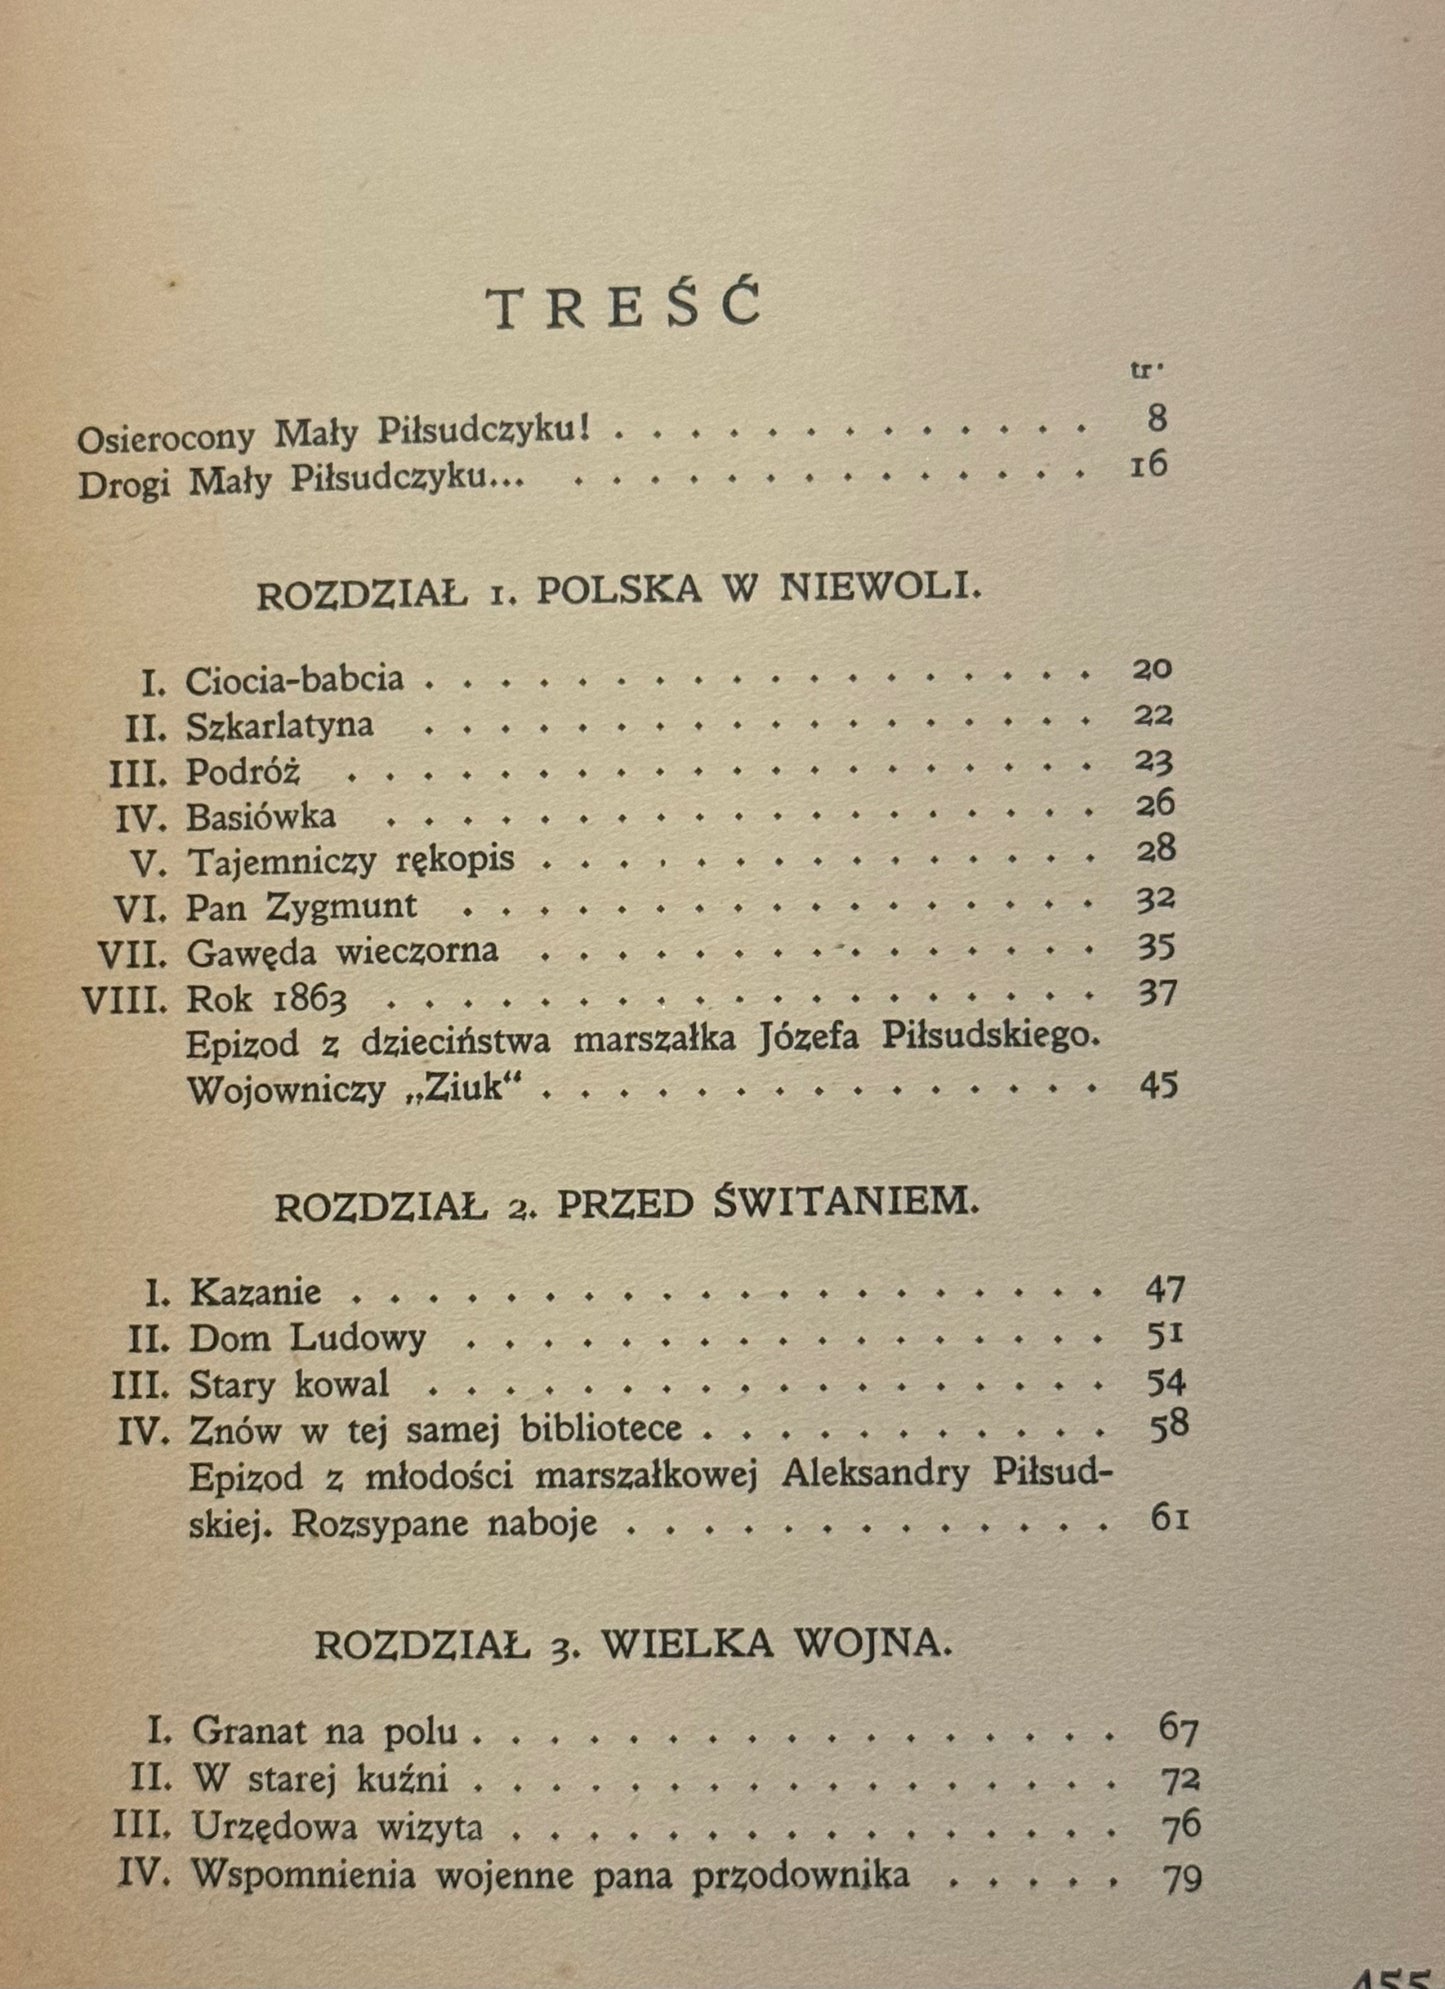 TREŚĆ
tr.
Osierocony Mały Piłsudczyku! . . . . . . . . . . . . . 8
Drogi Mały Piłsudczyku... . . . . . . . . . . . . . . 16
ROZDZIAŁ 1. POLSKA W NIEWOLI.
I. Ciocia-babcia . . . . . . . . . . . . . . . . . . 20
II. Szkarlatyna . . . . . . . . . . . . . . . . . . 22
III. Podróż . . . . . . . . . . . . . . . . . . . . 23
IV. Basiówka . . . . . . . . . . . . . . . . . . . 26
V. Tajemniczy rękopis . . . . . . . . . . . . . . . 28
VI. Pan Zygmunt . . . . . . . . . . . . . . . . . 32
VII. Gawęda wieczorna . . . . . . . . . . . . . . . 35
VIII. Rok 1863 . . . . . . . . . . . . . . . . . . . 37
Epizod z dzieciństwa marszałka Józefa Piłsudskiego.
Wojowniczy „Ziuk“ . . . . . . . . . . . . . . . 45
ROZDZIAŁ 2. PRZED ŚWITANIEM.
I. Kazanie . . . . . . . . . . . . . . . . . . . . 47
II. Dom Ludowy . . . . . . . . . . . . . . . . . 51
III. Stary kowal . . . . . . . . . . . . . . . . . . 54
IV. Znów w tej samej bibliotece . . . . . . . . . . . 58
Epizod z młodości marszałkowej Aleksandry Piłsud-
skiej. Rozsypane naboje . . . . . . . . . . . . . 61
ROZDZIAŁ 3. WIELKA WOJNA.
I. Granat na polu . . . . . . . . . . . . . . . . . 67
II. W starej kuźni . . . . . . . . . . . . . . . . . 72
III. Urzędowa wizyta . . . . . . . . . . . . . . . . 76
IV. Wspomnienia wojenne pana przodownika . . . . . 79
455